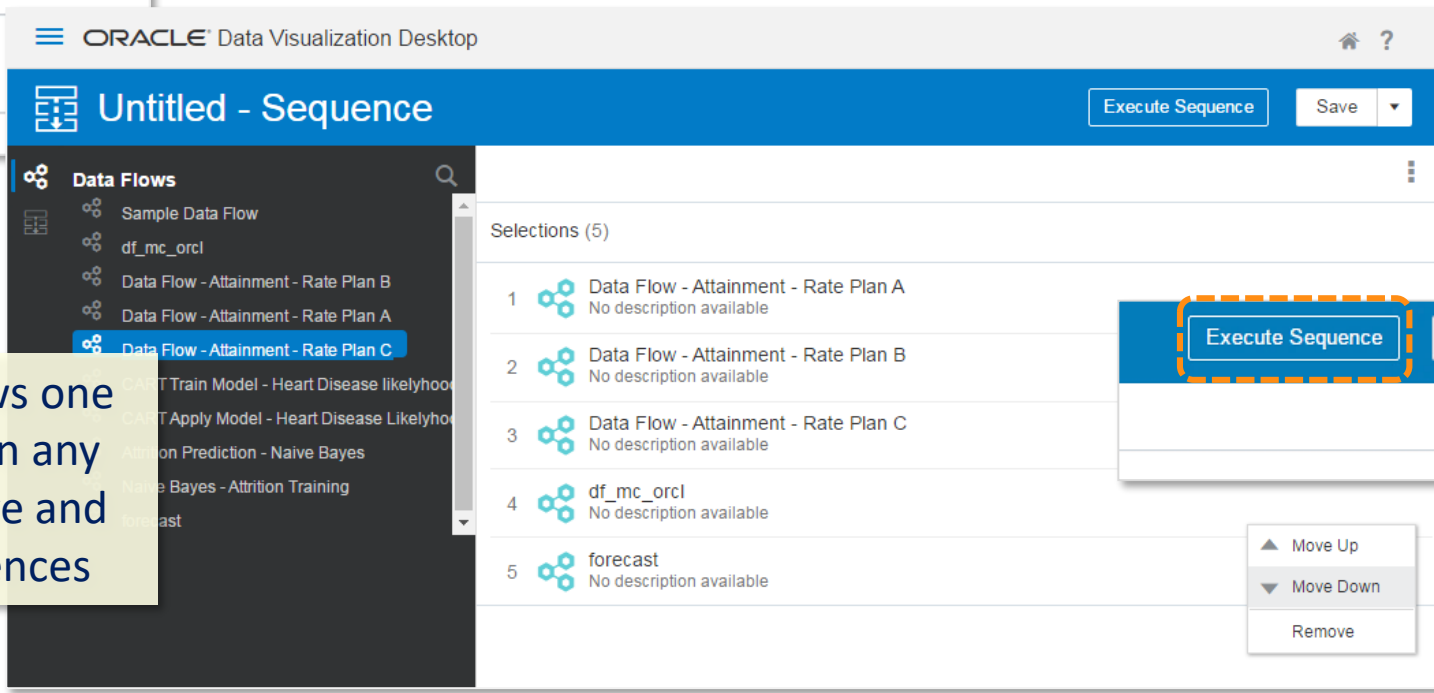 ORACLE® Data Visualization Desktop
?
Untitled - Sequence
Execute Sequence
Save
Data Flows
Sample Data Flow
df_mc_orcl
Data Flow - Attainment - Rate Plan B
Data Flow - Attainment - Rate Plan A
Data Flow - Attainment - Rate Plan C
CART Train Model - Heart Disease likelyhood
CART Apply Model - Heart Disease Likelyhoo
Attrition Prediction - Naive Bayes
Naive Bayes - Attrition Training
forecast
one
any
and
Selections (5)
1 Data Flow - Attainment - Rate Plan A
No description available
2 Data Flow - Attainment - Rate Plan B
No description available
3 Data Flow - Attainment - Rate Plan C
No description available
4 df_mc_orcl
No description available
5 forecast
No description available
Execute Sequence
Move Up
Move Down
Remove